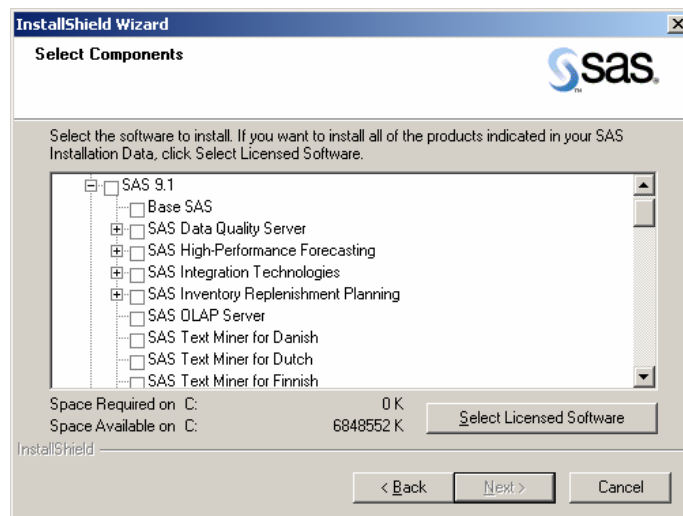 InstallShield Wizard
Select Components
sas.
TM
Select the software to install. If you want to install all of the products indicated in your SAS
Installation Data, click Select Licensed Software.
SAS 9.1
Base SAS
SAS Data Quality Server
SAS High-Performance Forecasting
SAS Integration Technologies
SAS Inventory Replenishment Planning
SAS OLAP Server
SAS Text Miner for Danish
SAS Text Miner for Dutch
SAS Text Miner for Finnish
Space Required on C: 0 K
Space Available on C: 6848552 K
Select Licensed Software
InstallShield
< Back
Next >
Cancel